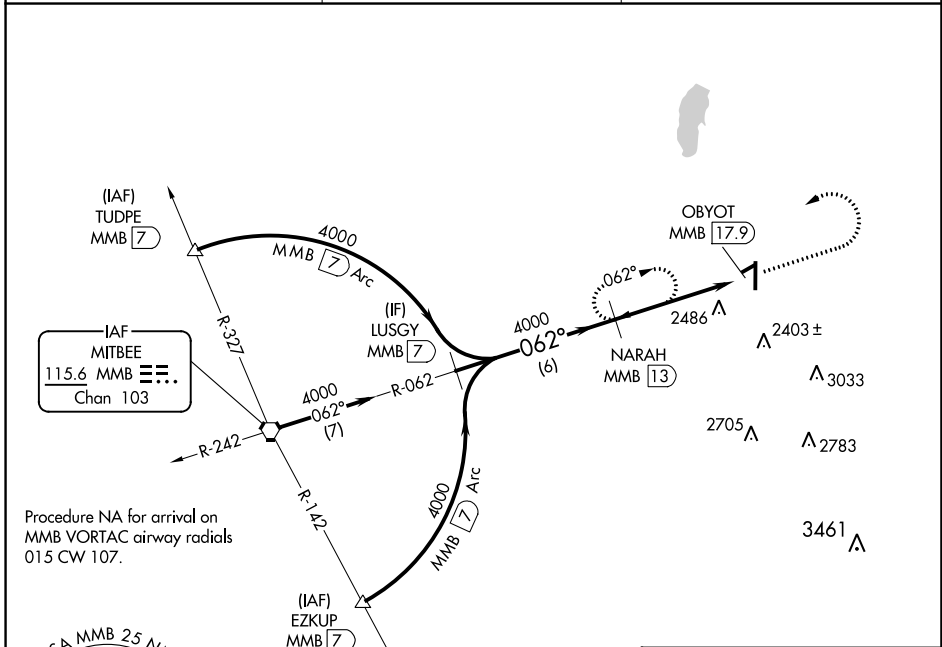 (IAF)
TUDPE
MMB 7
4000
MMB 7 Arc
R-327
(IF)
LUSGY
MMB 7
IAF
MITBEE
115.6 MMB
Chan 103
4000
062°
(7)
R-062
R-242
R-142
4000
062°
(6)
062°
NARAH
MMB 13
OBYOT
MMB 17.9
2486
2403 ±
3033
2705
2783
3461
4000
MMB 7 Arc
Procedure NA for arrival on
MMB VORTAC airway radials
015 CW 107.
(IAF)
EZKUP
MMB 7
MMB 25